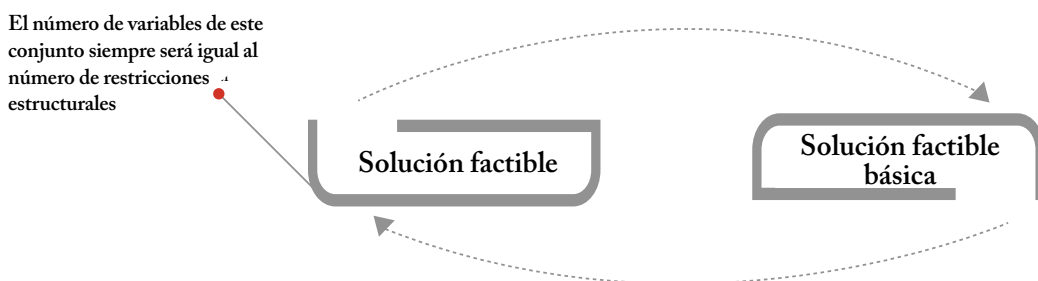 El número de variables de este
conjunto siempre será igual al
número de restricciones
estructurales
Solución factible
Solución factible
básica